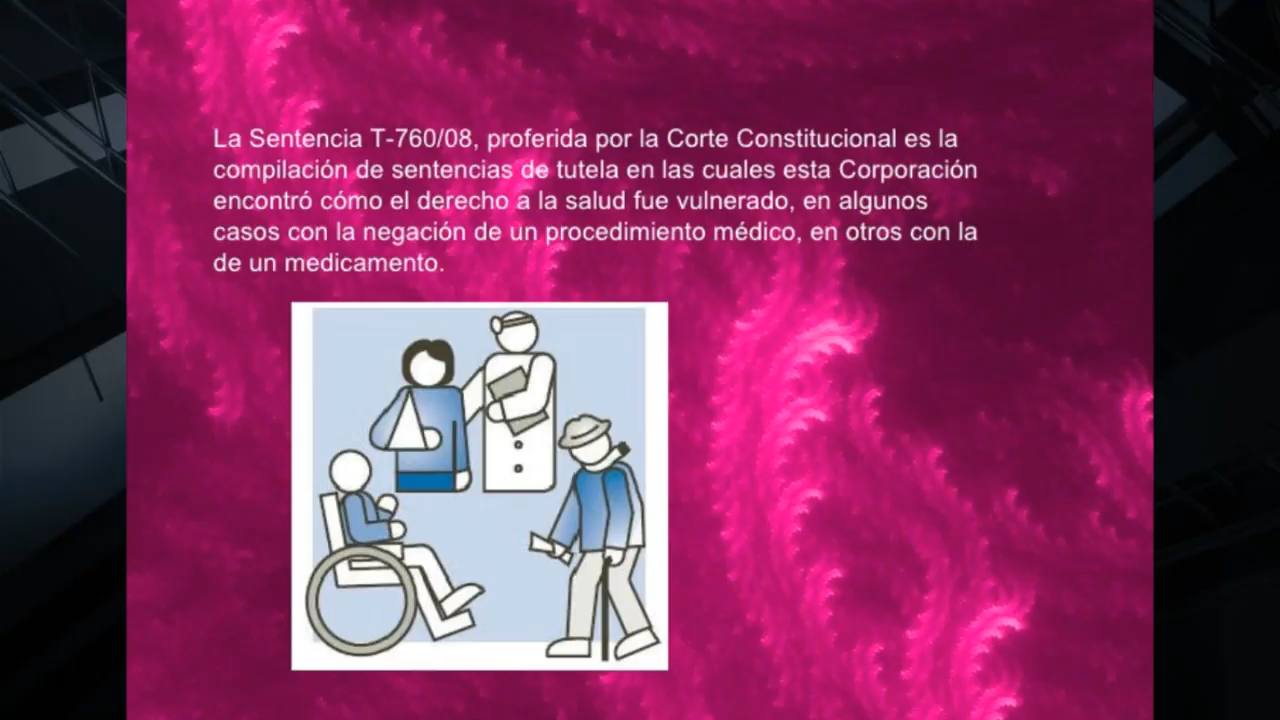 La Sentencia T-760/08, proferida por la Corte Constitucional es la
compilación de sentencias de tutela en las cuales esta Corporación
encontró cómo el derecho a la salud fue vulnerado, en algunos
casos con la negación de un procedimiento médico, en otros con la
de un medicamento.